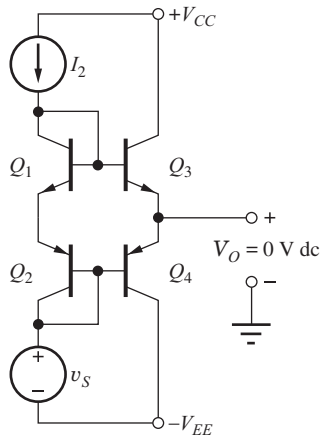 +V_CC
I_2
Q_1
Q_3
+
V_O = 0 V dc
Q_2
Q_4
–
+
v_S
–
–V_EE